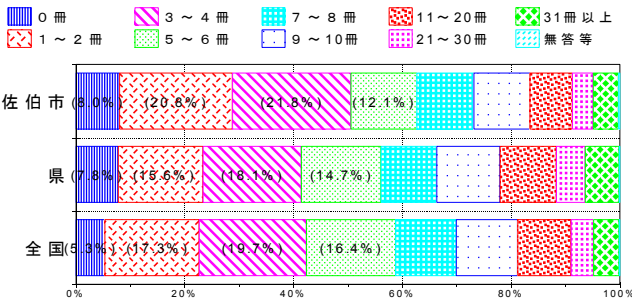 ０冊 ３～４冊 ７～８冊 11～20冊 31冊以上
１～２冊 ５～６冊 ９～10冊 21～30冊 無答等
佐伯市 (8.0%) (20.8%) (21.8%) (12.1%)
県 (7.8%) (15.6%) (18.1%) (14.7%)
全国 (5.3%) (17.3%) (19.7%) (16.4%)
0% 20% 40% 60% 80% 100%